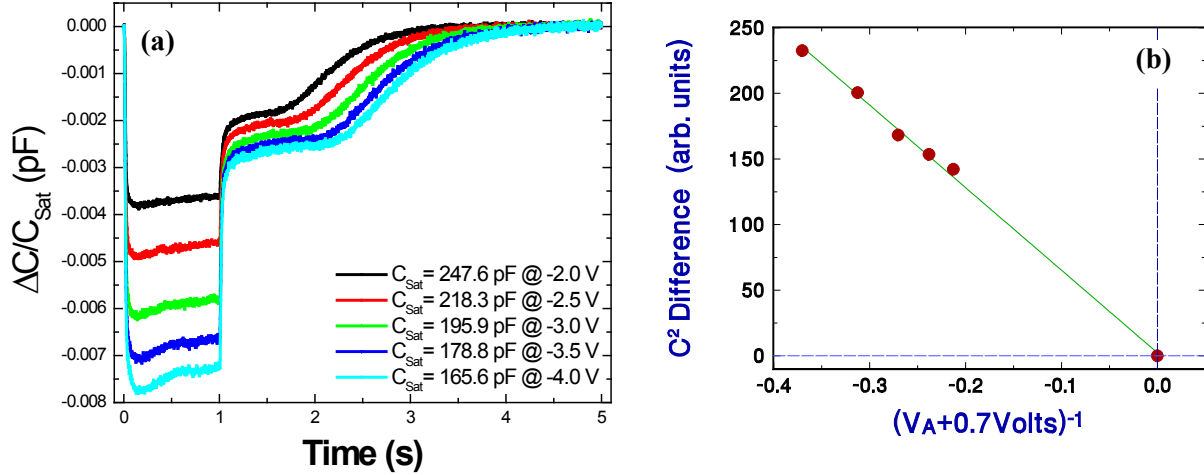 (a)
0.000
-0.001
-0.002
-0.003
-0.004
-0.005
-0.006
-0.007
-0.008
ΔC/C_Sat (pF)
C_Sat= 247.6 pF @ -2.0 V
C_Sat= 218.3 pF @ -2.5 V
C_Sat= 195.9 pF @ -3.0 V
C_Sat= 178.8 pF @ -3.5 V
C_Sat= 165.6 pF @ -4.0 V
0 1 2 3 4 5
Time (s)
(b)
250
200
150
100
50
0
C² Difference (arb. units)
-0.4 -0.3 -0.2 -0.1 0.0
(V_A+0.7Volts)⁻¹